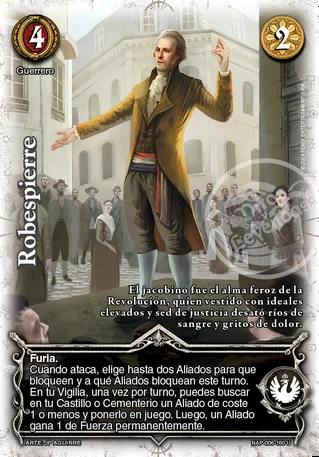 4
2
Guerrero
Robespierre
El jacobino fue el alma feroz de la
Revolución, quien vestido con ideales
elevados y sed de justicia desató ríos de
sangre y gritos de dolor.
Furia.
Cuando ataca, elige hasta dos Aliados para que
bloqueen y a qué Aliados bloquean este turno.
En tu Vigilia, una vez por turno, puedes buscar
en tu Castillo o Cementerio un Aliado de coste
1 o menos y ponerlo en juego. Luego, un Aliado
gana 1 de Fuerza permanentemente.
ARTE - JP AGUIRRE
NAP-006-160 U